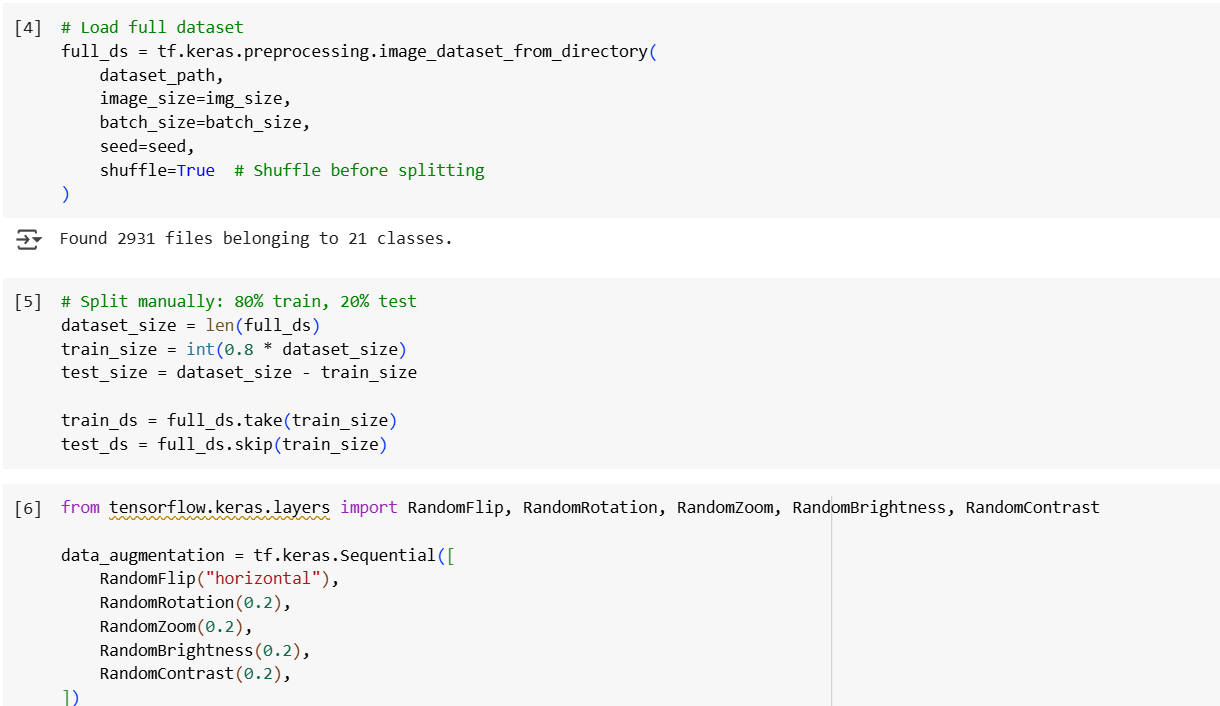 [4] # Load full dataset
full_ds = tf.keras.preprocessing.image_dataset_from_directory(
    dataset_path,
    image_size=img_size,
    batch_size=batch_size,
    seed=seed,
    shuffle=True  # Shuffle before splitting
)
Found 2931 files belonging to 21 classes.
[5] # Split manually: 80% train, 20% test
dataset_size = len(full_ds)
train_size = int(0.8 * dataset_size)
test_size = dataset_size - train_size
train_ds = full_ds.take(train_size)
test_ds = full_ds.skip(train_size)
[6] from tensorflow.keras.layers import RandomFlip, RandomRotation, RandomZoom, RandomBrightness, RandomContrast
data_augmentation = tf.keras.Sequential([
    RandomFlip("horizontal"),
    RandomRotation(0.2),
    RandomZoom(0.2),
    RandomBrightness(0.2),
    RandomContrast(0.2),
])